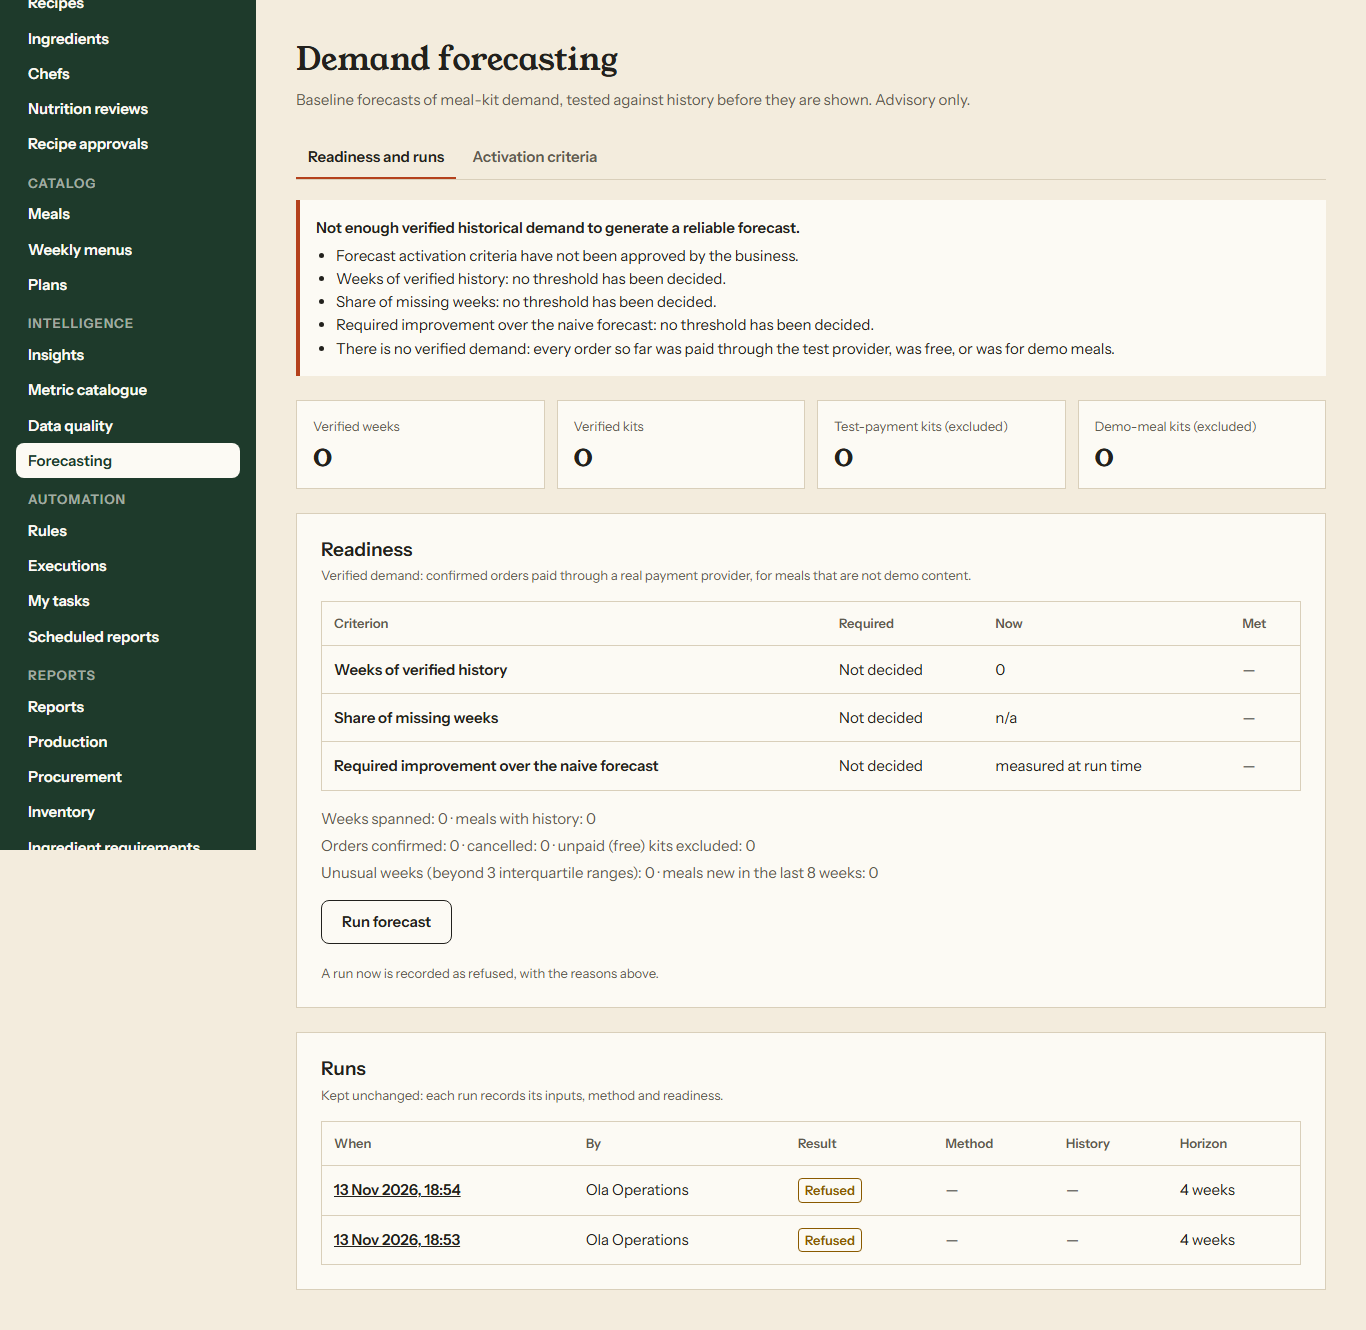 Recipes
Ingredients
Chefs
Nutrition reviews
Recipe approvals
CATALOG
Meals
Weekly menus
Plans
INTELLIGENCE
Insights
Metric catalogue
Data quality
Forecasting
AUTOMATION
Rules
Executions
My tasks
Scheduled reports
REPORTS
Reports
Production
Procurement
Inventory
Ingredient requirements
Demand forecasting
Baseline forecasts of meal-kit demand, tested against history before they are shown. Advisory only.
Readiness and runs Activation criteria
Not enough verified historical demand to generate a reliable forecast.
• Forecast activation criteria have not been approved by the business.
• Weeks of verified history: no threshold has been decided.
• Share of missing weeks: no threshold has been decided.
• Required improvement over the naive forecast: no threshold has been decided.
• There is no verified demand: every order so far was paid through the test provider, was free, or was for demo meals.
Verified weeks Verified kits Test-payment kits (excluded) Demo-meal kits (excluded)
0 0 0 0
Readiness
Verified demand: confirmed orders paid through a real payment provider, for meals that are not demo content.
Criterion Required Now Met
Weeks of verified history Not decided 0 —
Share of missing weeks Not decided n/a —
Required improvement over the naive forecast Not decided measured at run time —
Weeks spanned: 0 · meals with history: 0
Orders confirmed: 0 · cancelled: 0 · unpaid (free) kits excluded: 0
Unusual weeks (beyond 3 interquartile ranges): 0 · meals new in the last 8 weeks: 0
Run forecast
A run now is recorded as refused, with the reasons above.
Runs
Kept unchanged: each run records its inputs, method and readiness.
When By Result Method History Horizon
13 Nov 2026, 18:54 Ola Operations Refused — — 4 weeks
13 Nov 2026, 18:53 Ola Operations Refused — — 4 weeks